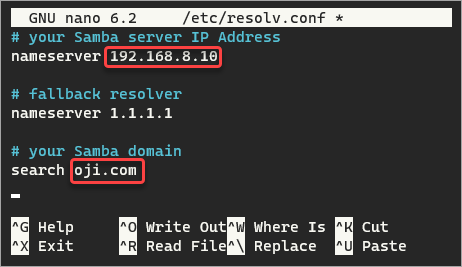 GNU nano 6.2 /etc/resolv.conf *
# your Samba server IP Address
nameserver 192.168.8.10
# fallback resolver
nameserver 1.1.1.1
# your Samba domain
search oji.com
^G Help ^O Write Out ^W Where Is ^K Cut
^X Exit ^R Read File ^\ Replace ^U Paste